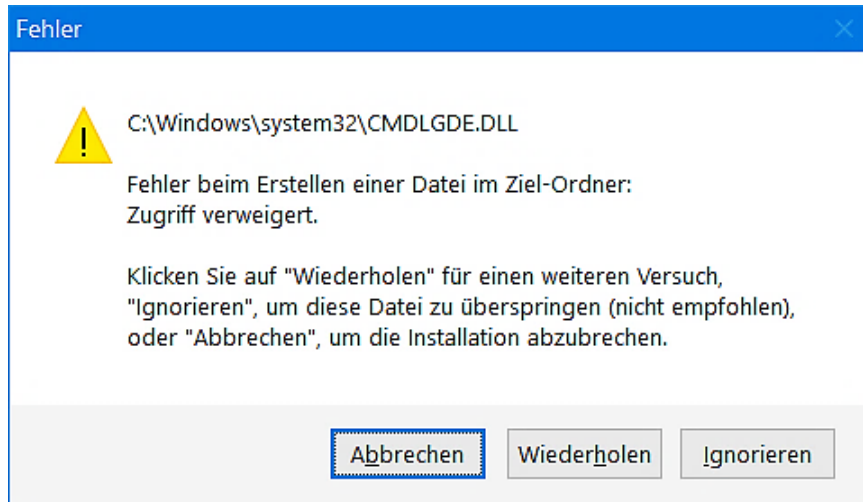 Fehler
C:\Windows\system32\CMDLGDE.DLL
Fehler beim Erstellen einer Datei im Ziel-Ordner:
Zugriff verweigert.
Klicken Sie auf "Wiederholen" für einen weiteren Versuch,
"Ignorieren", um diese Datei zu überspringen (nicht empfohlen),
oder "Abbrechen", um die Installation abzubrechen.
Abbrechen Wiederholen Ignorieren